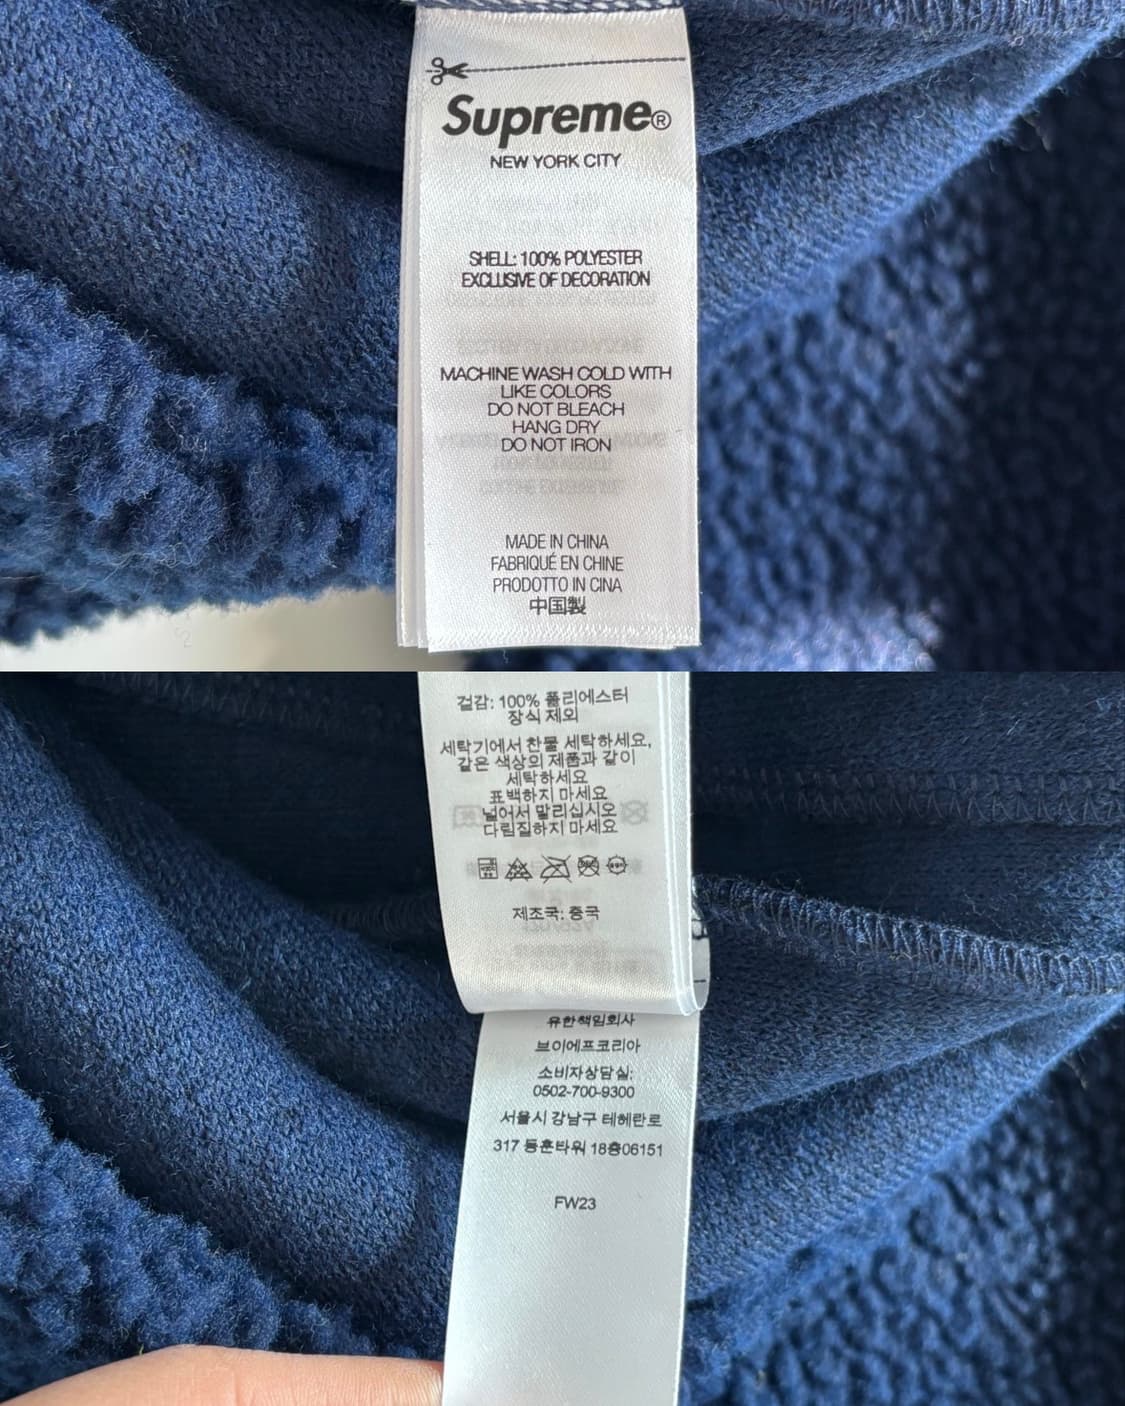 Supreme®
NEW YORK CITY
SHELL: 100% POLYESTER
EXCLUSIVE OF DECORATION
MACHINE WASH COLD WITH
LIKE COLORS
DO NOT BLEACH
HANG DRY
DO NOT IRON
MADE IN CHINA
FABRIQUÉ EN CHINE
PRODOTTO IN CINA
中国製
겉감: 100% 폴리에스터
장식 제외
세탁기에서 찬물 세탁하세요,
같은 색상의 제품과 같이
세탁하세요
표백하지 마세요
널어서 말리십시오
다림질하지 마세요
제조국: 중국
유한책임회사
브이에프코리아
소비자상담실:
0502-700-9300
서울시 강남구 테헤란로
317 동훈타워 18층06151
FW23